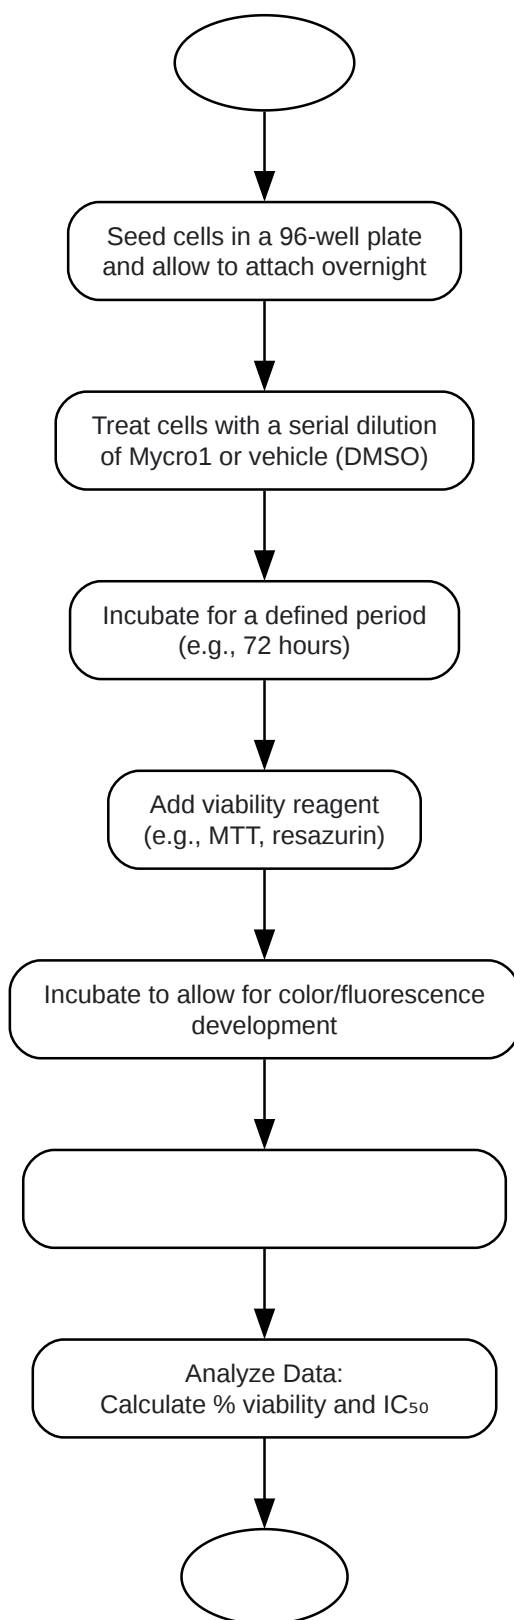 Seed cells in a 96-well plate
and allow to attach overnight
Treat cells with a serial dilution
of Mycro1 or vehicle (DMSO)
Incubate for a defined period
(e.g., 72 hours)
Add viability reagent
(e.g., MTT, resazurin)
Incubate to allow for color/fluorescence
development
Analyze Data:
Calculate % viability and IC₅₀